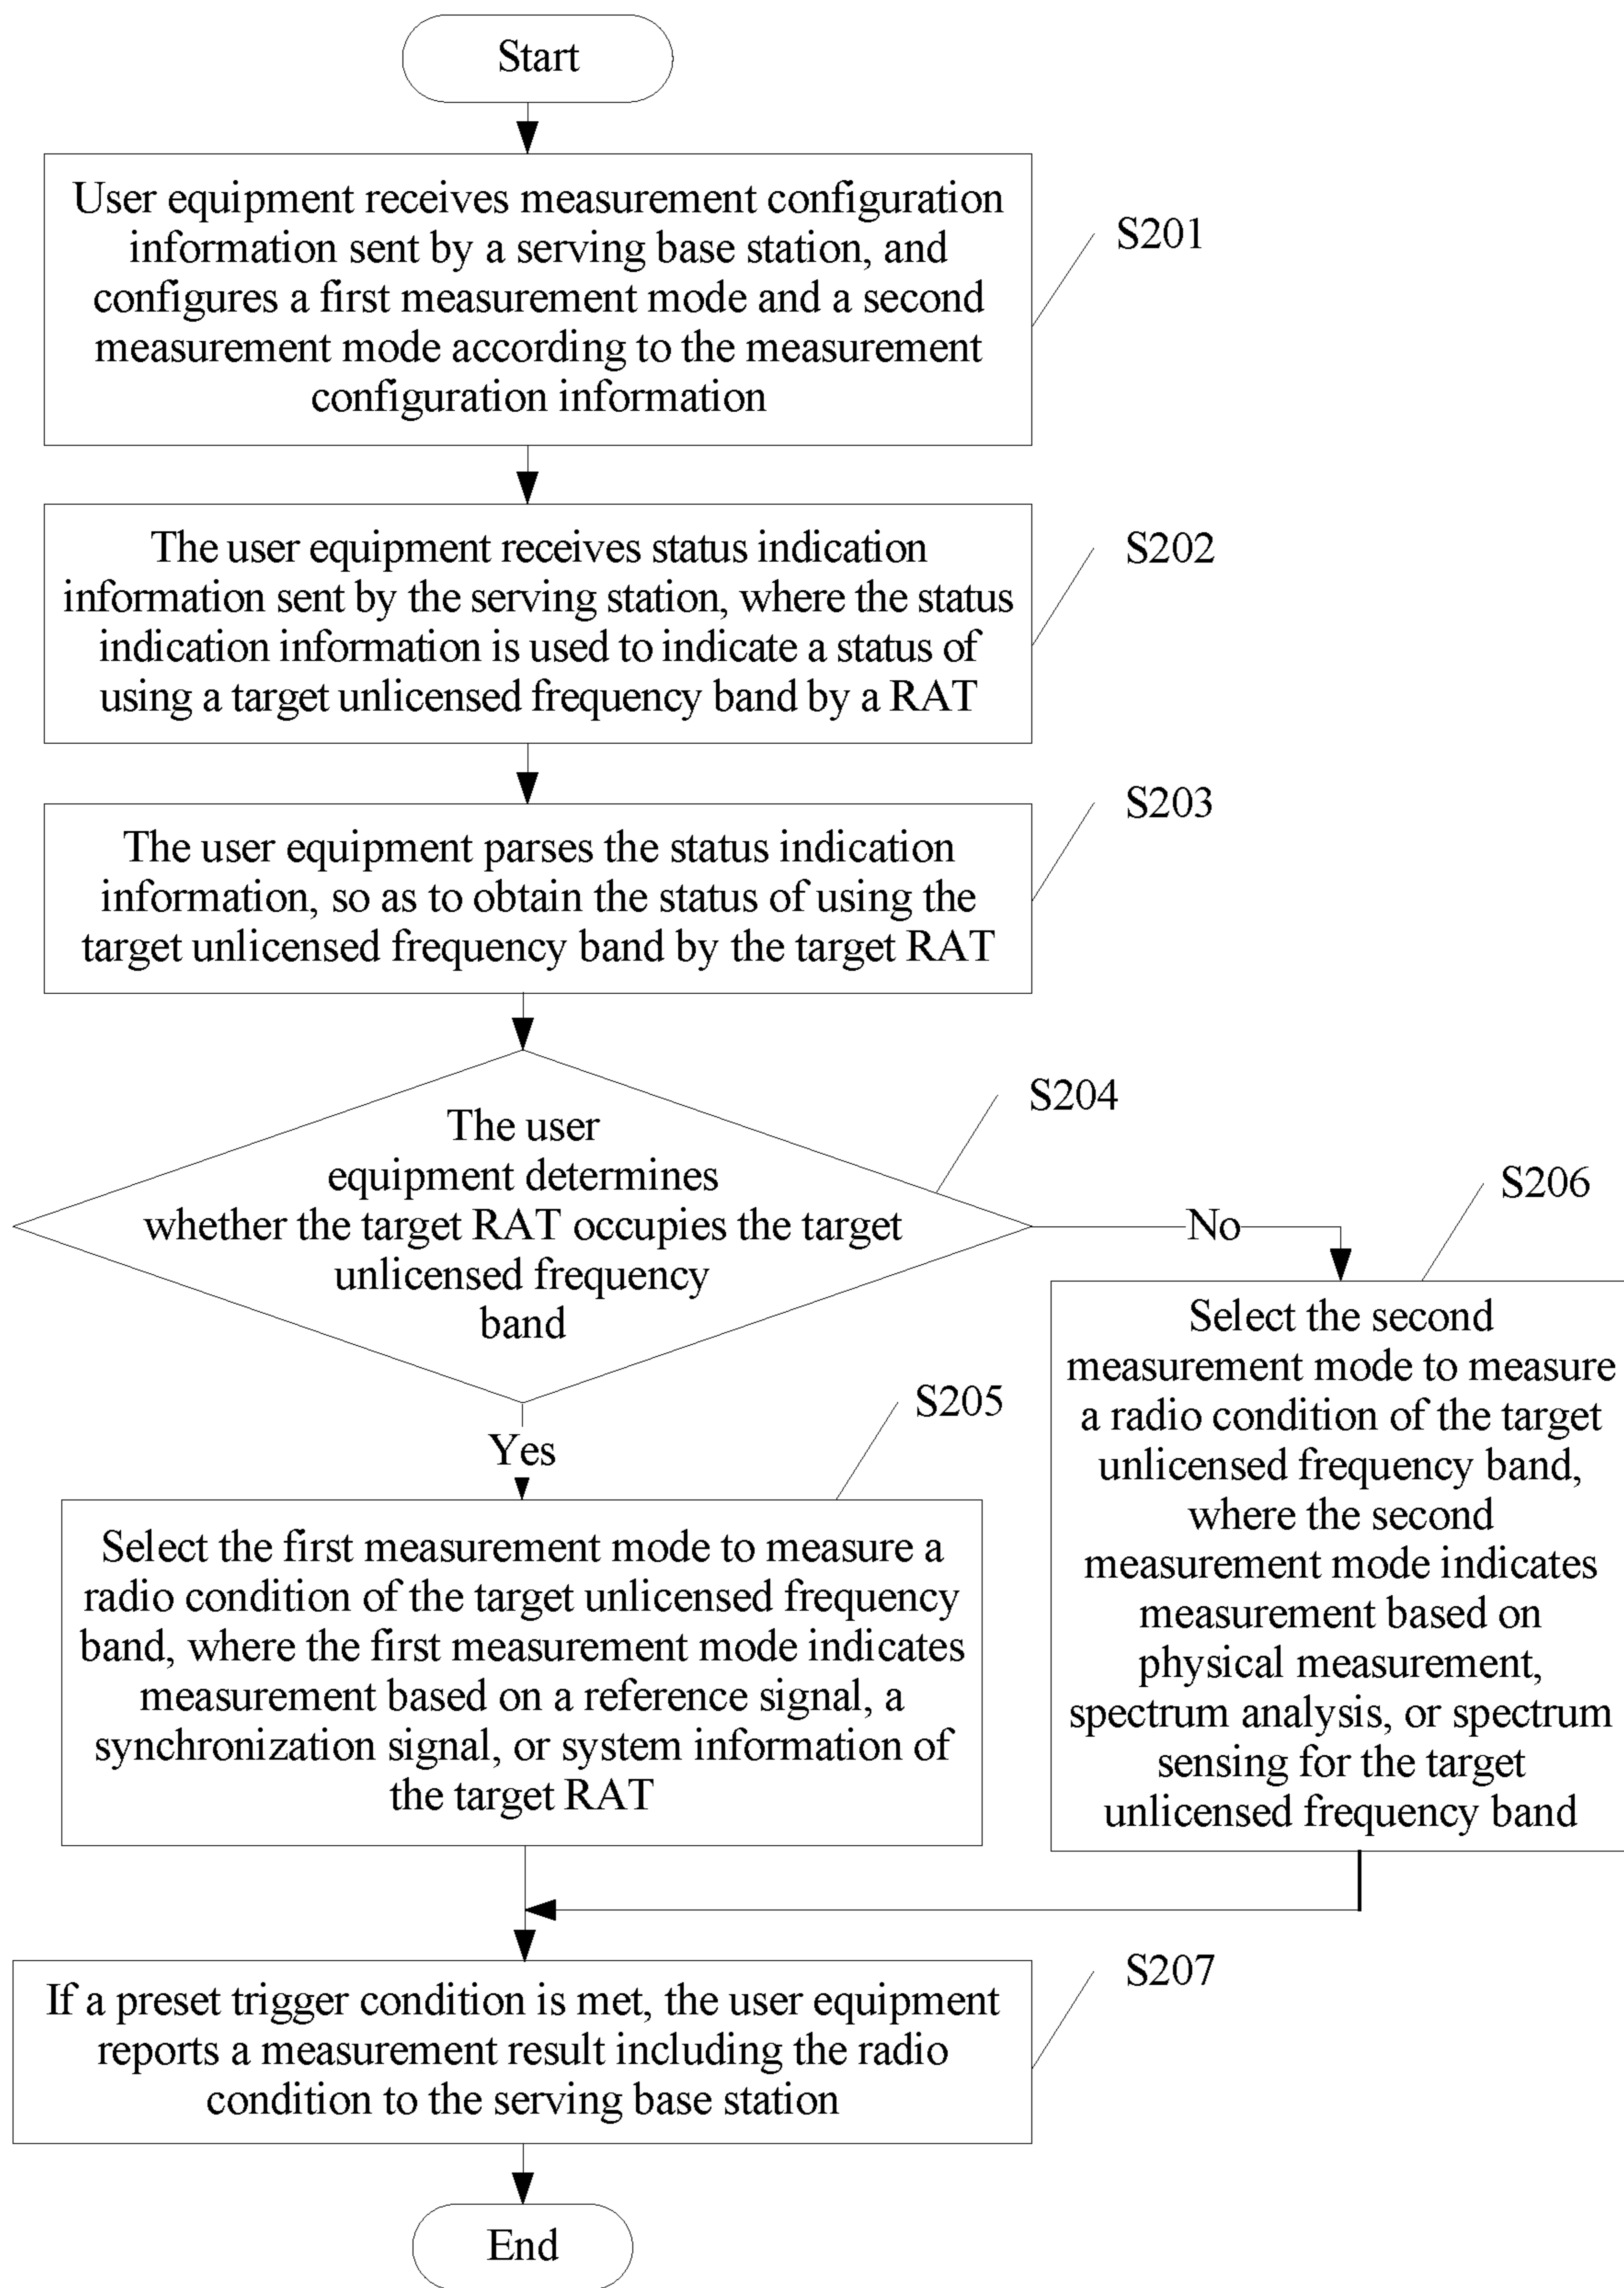 Start
User equipment receives measurement configuration
information sent by a serving base station, and
configures a first measurement mode and a second
measurement mode according to the measurement
configuration information
S201
The user equipment receives status indication
information sent by the serving station, where the status
indication information is used to indicate a status of
using a target unlicensed frequency band by a RAT
S202
The user equipment parses the status indication
information, so as to obtain the status of using the
target unlicensed frequency band by the target RAT
S203
The user
equipment determines
whether the target RAT occupies the target
unlicensed frequency
band
S204
No
Yes
S205
Select the first measurement mode to measure a
radio condition of the target unlicensed frequency
band, where the first measurement mode indicates
measurement based on a reference signal, a
synchronization signal, or system information of
the target RAT
S206
Select the second
measurement mode to measure
a radio condition of the target
unlicensed frequency band,
where the second
measurement mode indicates
measurement based on
physical measurement,
spectrum analysis, or spectrum
sensing for the target
unlicensed frequency band
If a preset trigger condition is met, the user equipment
reports a measurement result including the radio
condition to the serving base station
S207
End